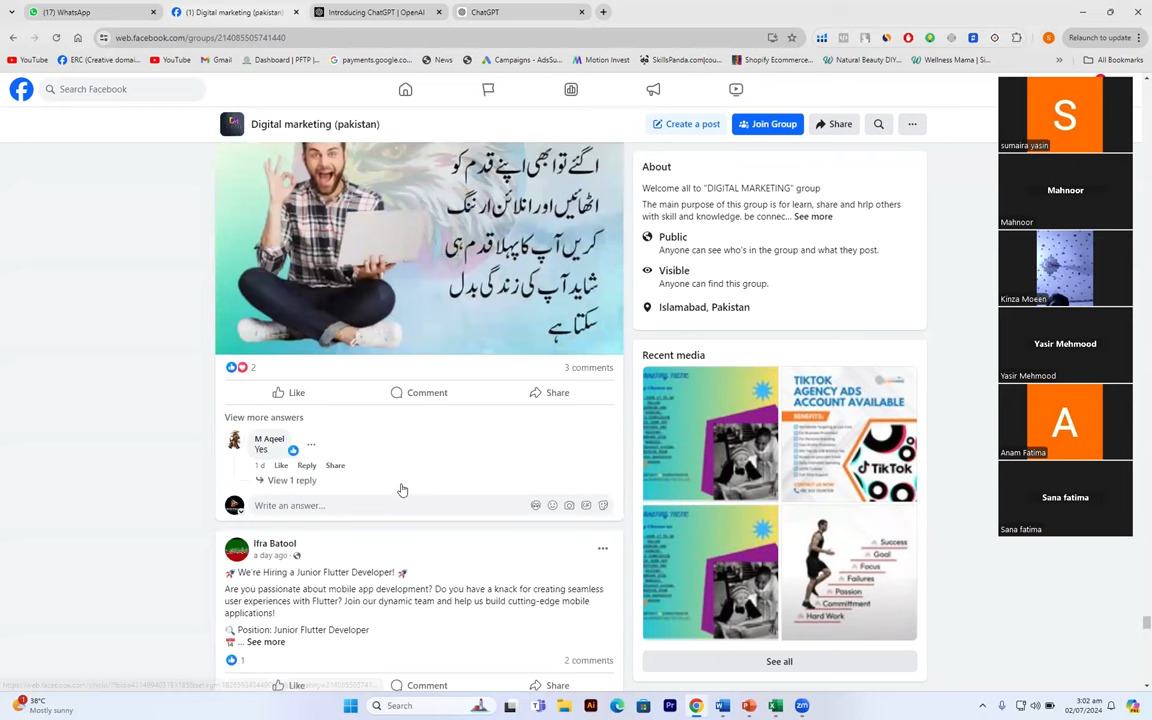 (17) WhatsApp
(1) Digital marketing (pakistan)
Introducing ChatGPT | OpenAI
ChatGPT
web.facebook.com/groups/214085505741440
Relaunch to update
YouTube
ERC (Creative domai...
YouTube
Gmail
Dashboard | PFTP |...
payments.google.co...
News
Campaigns - AdsSu...
Motion Invest
SkillsPanda.com|cou...
Shopify Ecommerce...
Natural Beauty DIY...
Wellness Mama | Si...
All Bookmarks
Search Facebook
Digital marketing (pakistan)
Create a post
Join Group
Share
اگئے تو ابھی اپنے قدم کو
اٹھائیں اور انلائن ارننگ
کریں آپ کا پہلا قدم ہی
شاید آپ کی زندگی بدل
سکتا ہے
2
3 comments
Like
Comment
Share
View more answers
M Aqeel
Yes
1 d
Like
Reply
Share
View 1 reply
Write an answer...
Ifra Batool
a day ago
We're Hiring a Junior Flutter Developer!
Are you passionate about mobile app development? Do you have a knack for creating seamless
user experiences with Flutter? Join our dynamic team and help us build cutting-edge mobile
applications!
Position: Junior Flutter Developer
... See more
1
2 comments
Like
Comment
Share
About
Welcome all to "DIGITAL MARKETING" group
The main purpose of this group is for learn, share and hrlp others
with skill and knowledge. be connec... See more
Public
Anyone can see who's in the group and what they post.
Visible
Anyone can find this group.
Islamabad, Pakistan
Recent media
TIKTOK
AGENCY ADS
ACCOUNT AVAILABLE
BENEFITS:
TikTok
Success
Goal
Focus
Failures
Passion
Committment
Hard Work
See all
S
sumaira yasin
Mahnoor
Mahnoor
Kinza Moeen
Yasir Mehmood
Yasir Mehmood
A
Anam Fatima
Sana fatima
Sana fatima
38°C
Mostly sunny
Search
3:02 am
02/07/2024